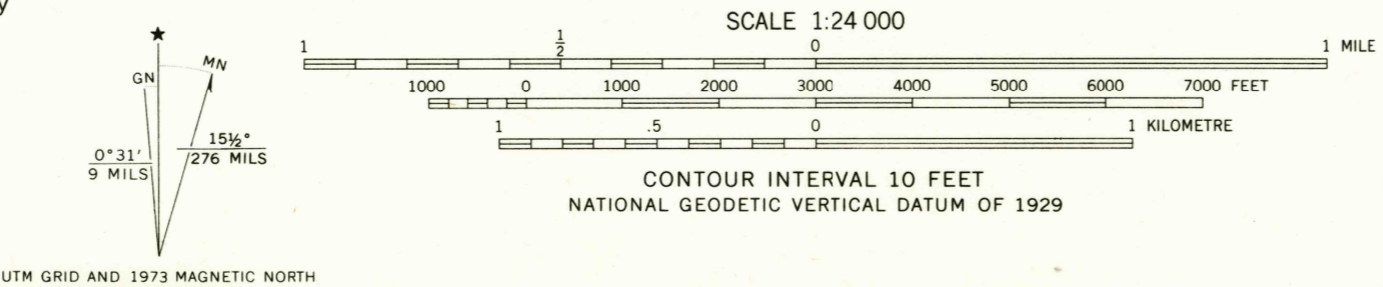 y
★
GN
MN
0°31'
9 MILS
15½°
276 MILS
UTM GRID AND 1973 MAGNETIC NORTH
SCALE 1:24 000
1 ½ 0 1 MILE
1000 0 1000 2000 3000 4000 5000 6000 7000 FEET
1 .5 0 1 KILOMETRE
CONTOUR INTERVAL 10 FEET
NATIONAL GEODETIC VERTICAL DATUM OF 1929